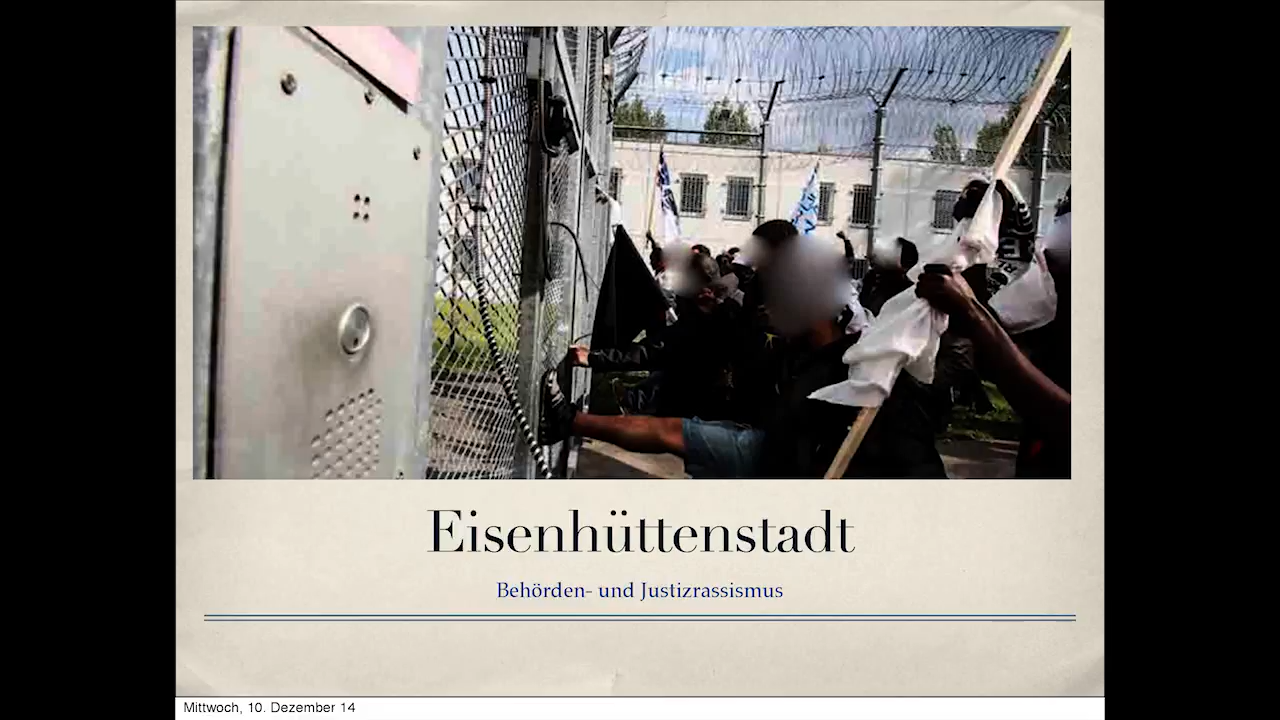 Eisenhüttenstadt
Behörden- und Justizrassismus
Mittwoch, 10. Dezember 14